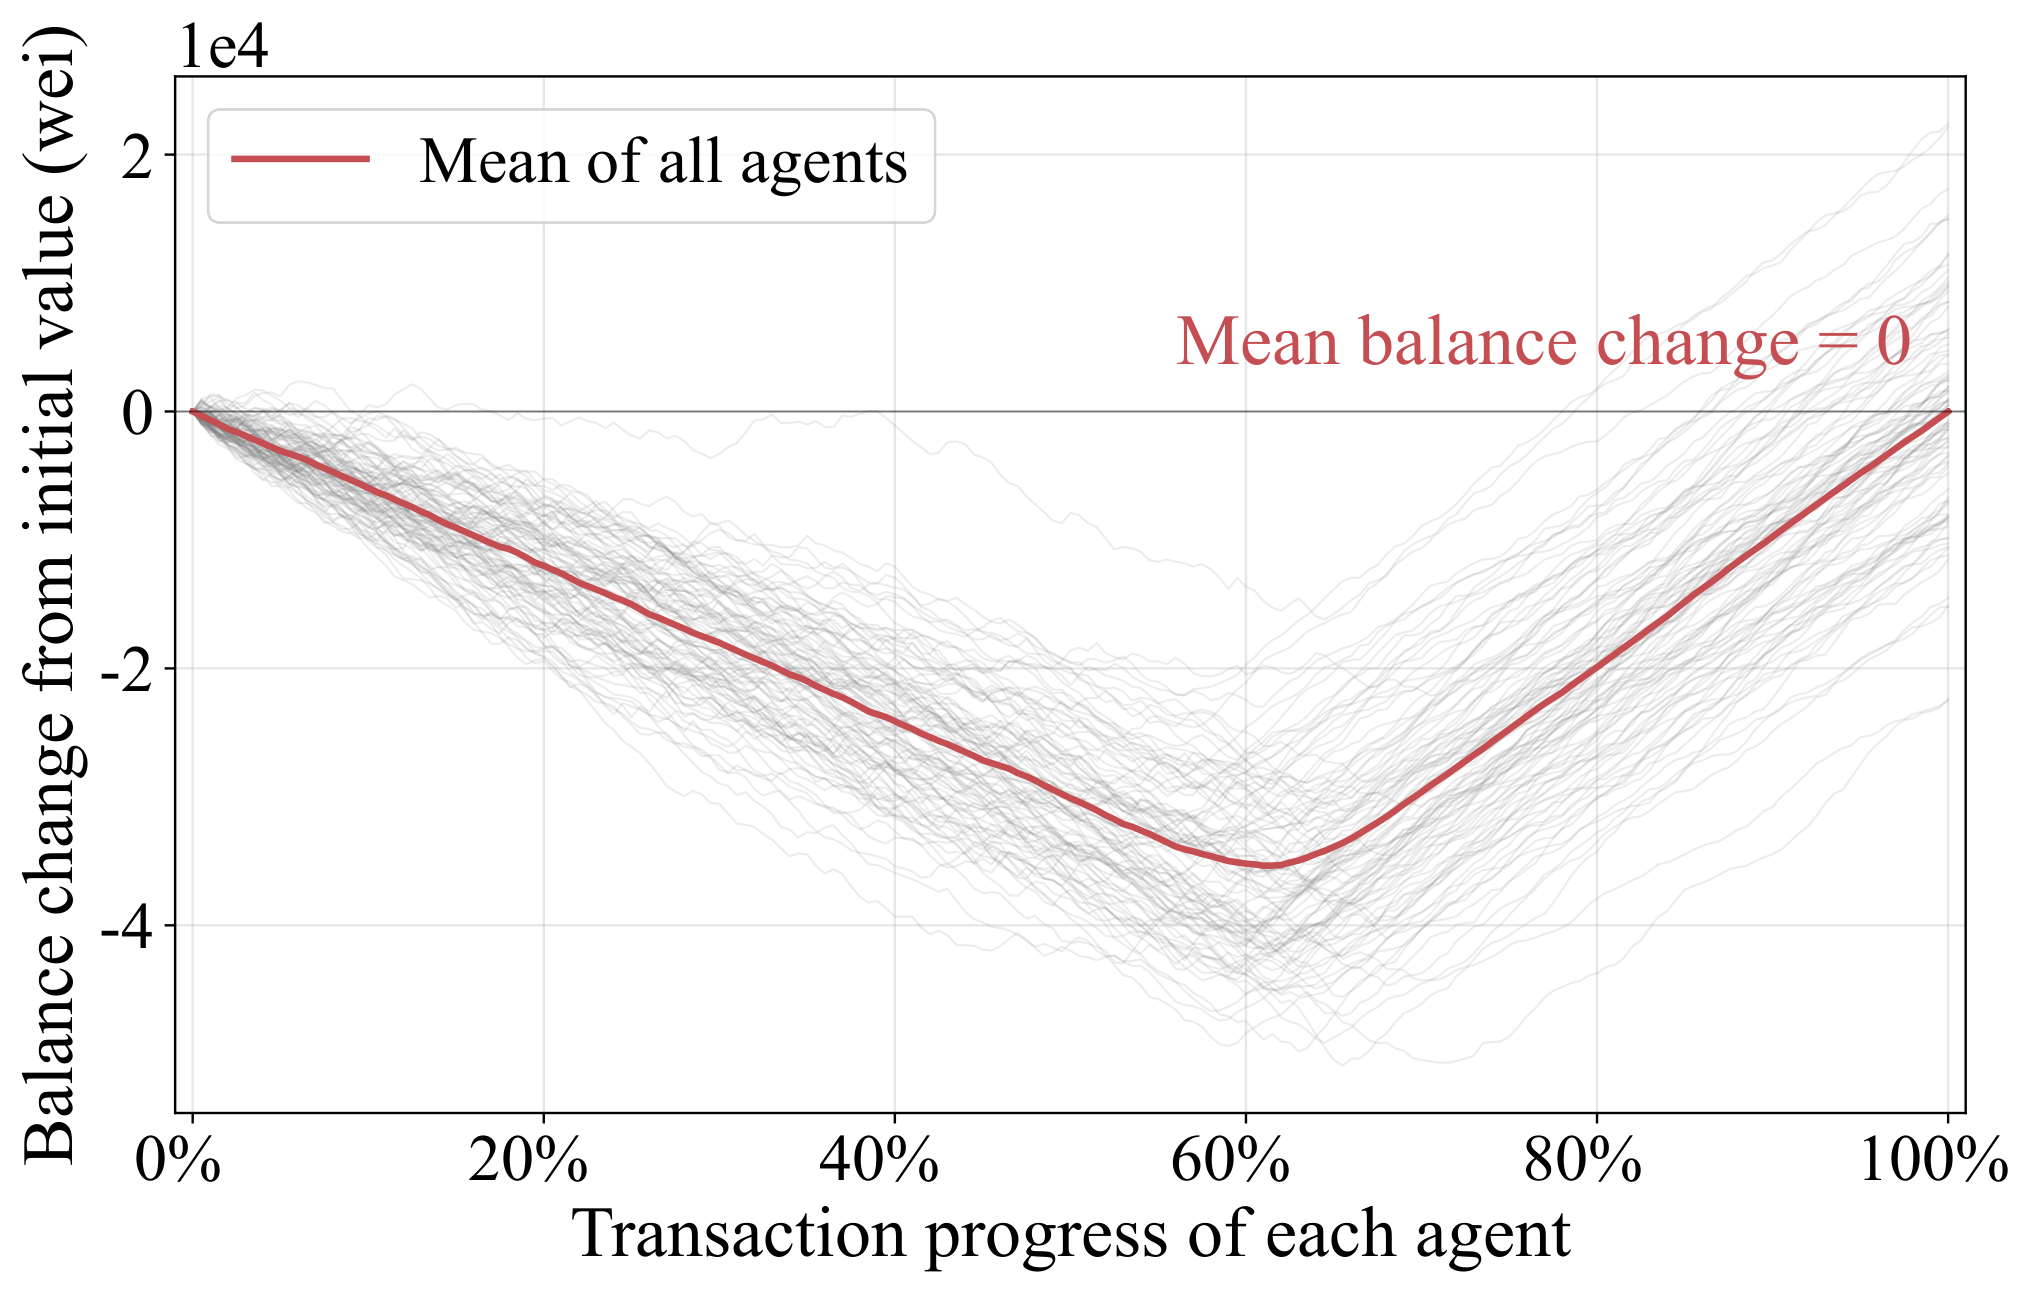 1e4
Balance change from initial value (wei)
2
0
-2
-4
Mean of all agents
Mean balance change = 0
0%
20%
40%
60%
80%
100%
Transaction progress of each agent